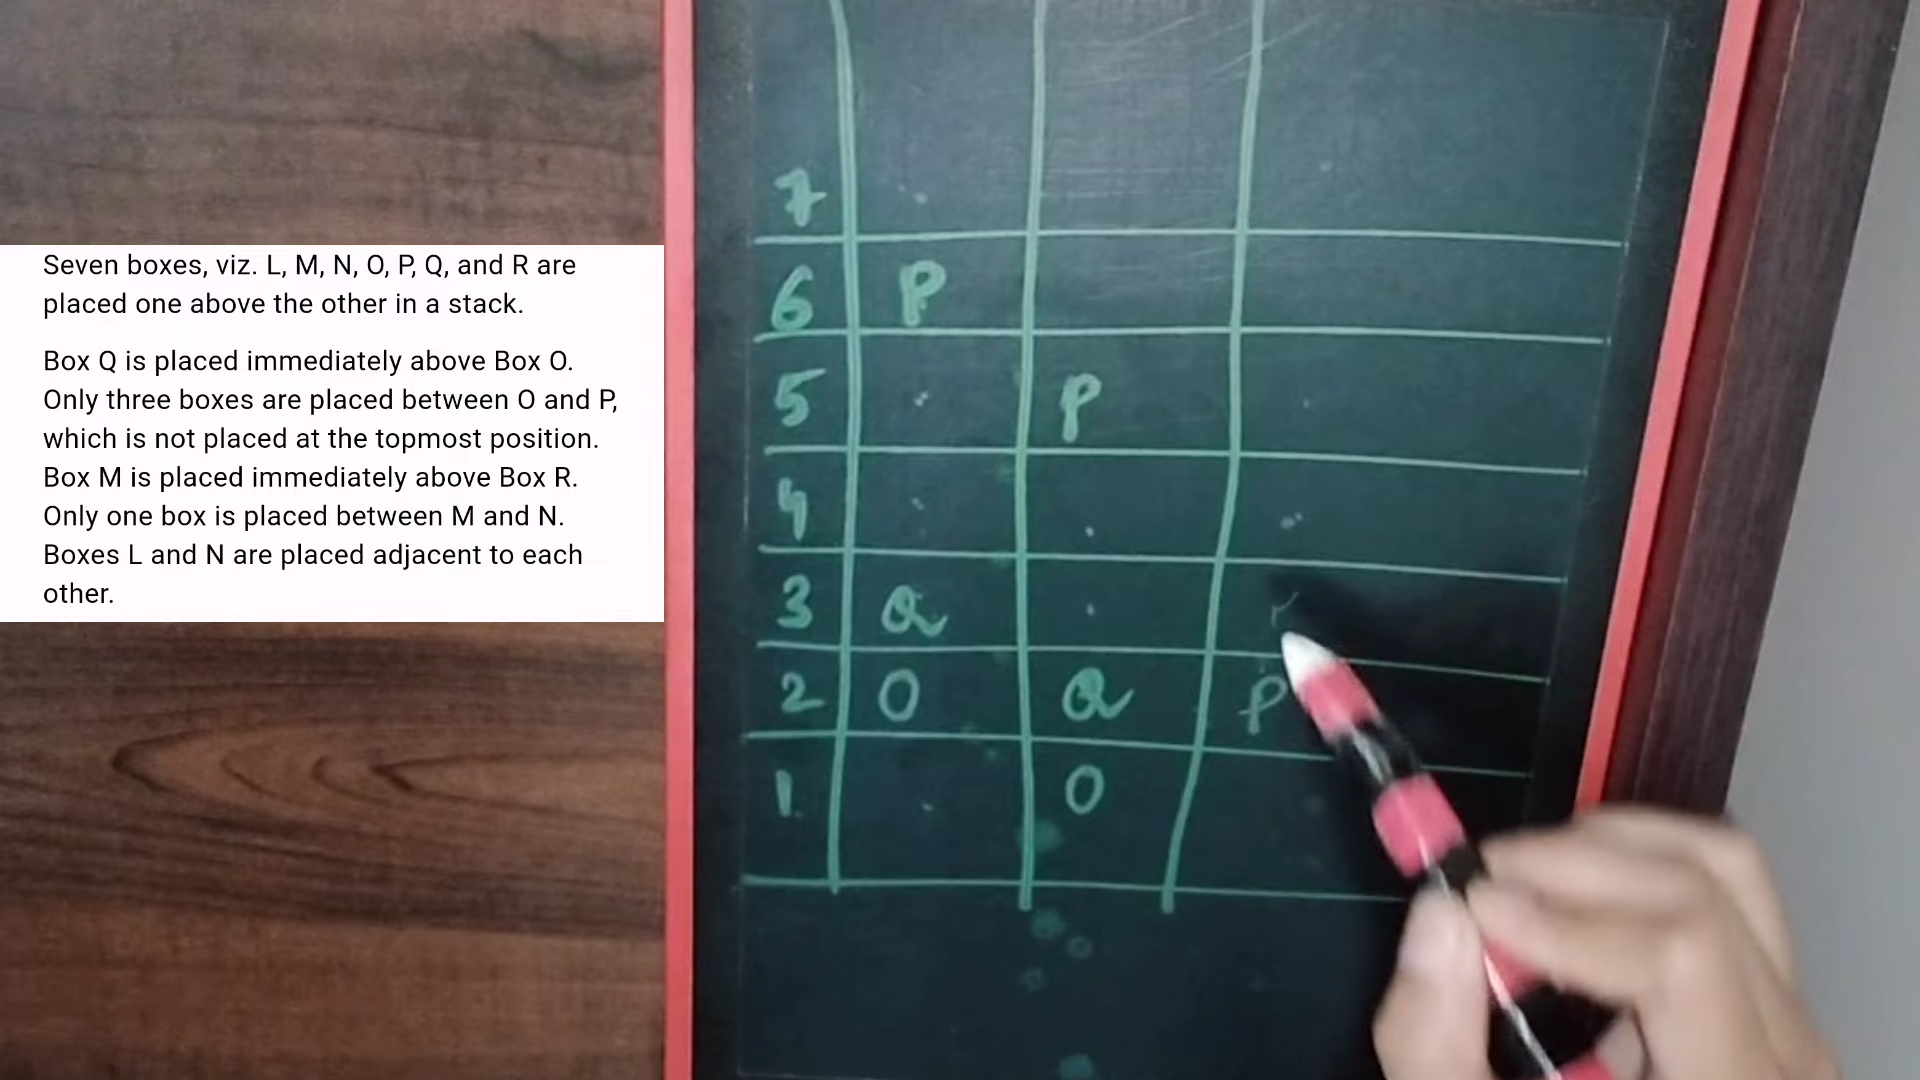 Seven boxes, viz. L, M, N, O, P, Q, and R are
placed one above the other in a stack.
Box Q is placed immediately above Box O.
Only three boxes are placed between O and P,
which is not placed at the topmost position.
Box M is placed immediately above Box R.
Only one box is placed between M and N.
Boxes L and N are placed adjacent to each
other.
7
6 P
5 P
4
3 Q
2 O Q P
1 O